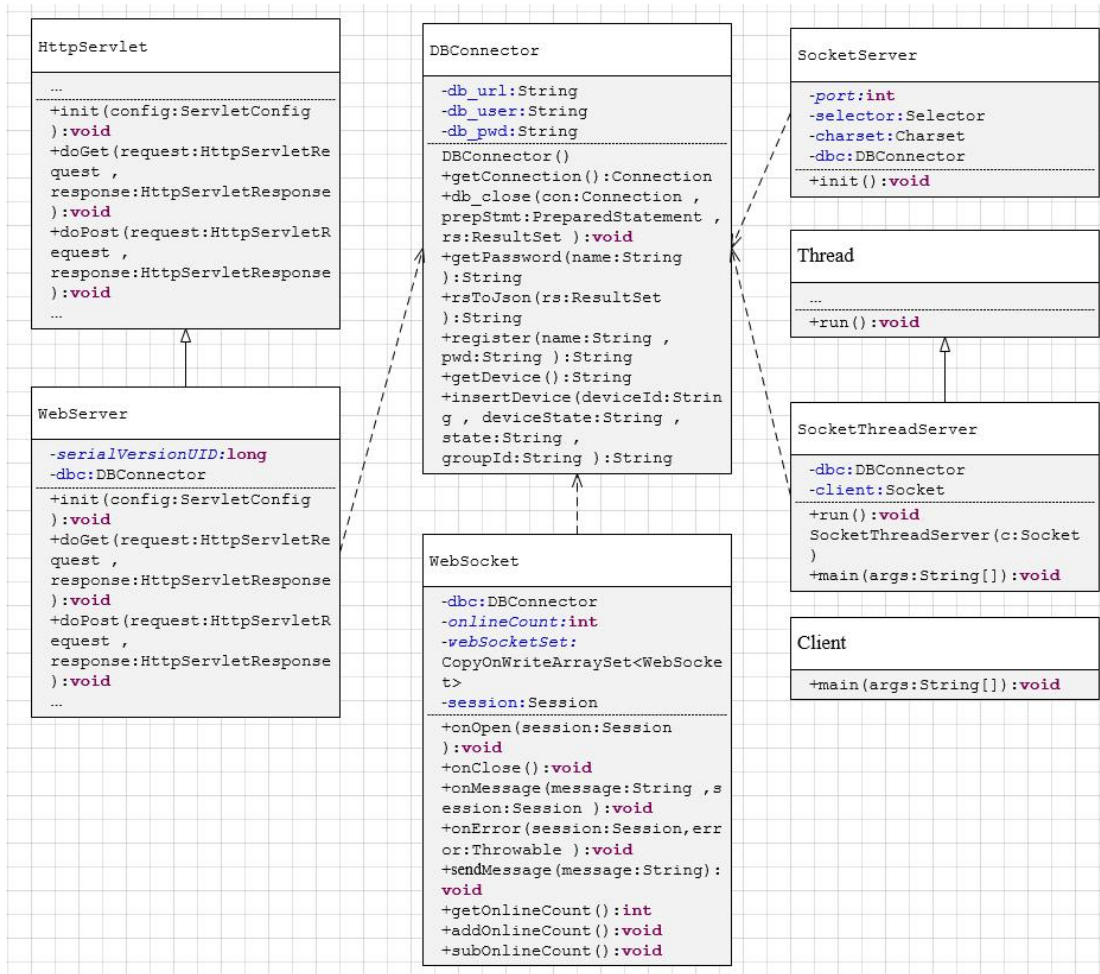 HttpServlet
...
+init(config:ServletConfig
):void
+doGet(request:HttpServletRe
quest ,
response:HttpServletResponse
):void
+doPost(request:HttpServletR
equest ,
response:HttpServletResponse
):void
...
WebServer
-serialVersionUID:long
-dbc:DBConnector
+init(config:ServletConfig
):void
+doGet(request:HttpServletRe
quest ,
response:HttpServletResponse
):void
+doPost(request:HttpServletR
equest ,
response:HttpServletResponse
):void
...
DBConnector
-db_url:String
-db_user:String
-db_pwd:String
DBConnector()
+getConnection():Connection
+db_close(con:Connection ,
prepStmt:PreparedStatement ,
rs:ResultSet ):void
+getPassword(name:String
):String
+rsToJson(rs:ResultSet
):String
+register(name:String ,
pwd:String ):String
+getDevice():String
+insertDevice(deviceId:Strin
g , deviceState:String ,
state:String ,
groupId:String ):String
WebSocket
-dbc:DBConnector
-onlineCount:int
-webSocketSet:
CopyOnWriteArraySet<WebSocke
t>
-session:Session
+onOpen(session:Session
):void
+onClose():void
+onMessage(message:String ,s
ession:Session ):void
+onError(session:Session,err
or:Throwable ):void
+sendMessage(message:String):
void
+getOnlineCount():int
+addOnlineCount():void
+subOnlineCount():void
SocketServer
-port:int
-selector:Selector
-charset:Charset
-dbc:DBConnector
+init():void
Thread
...
+run():void
SocketThreadServer
-dbc:DBConnector
-client:Socket
+run():void
SocketThreadServer(c:Socket
)
+main(args:String[]):void
Client
+main(args:String[]):void